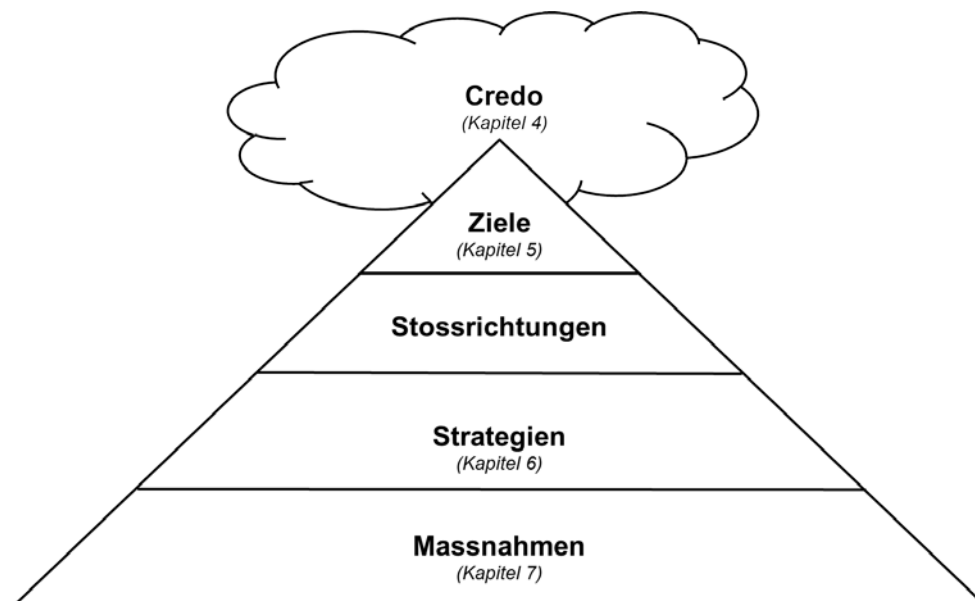 Credo
(Kapitel 4)
Ziele
(Kapitel 5)
Stossrichtungen
Strategien
(Kapitel 6)
Massnahmen
(Kapitel 7)